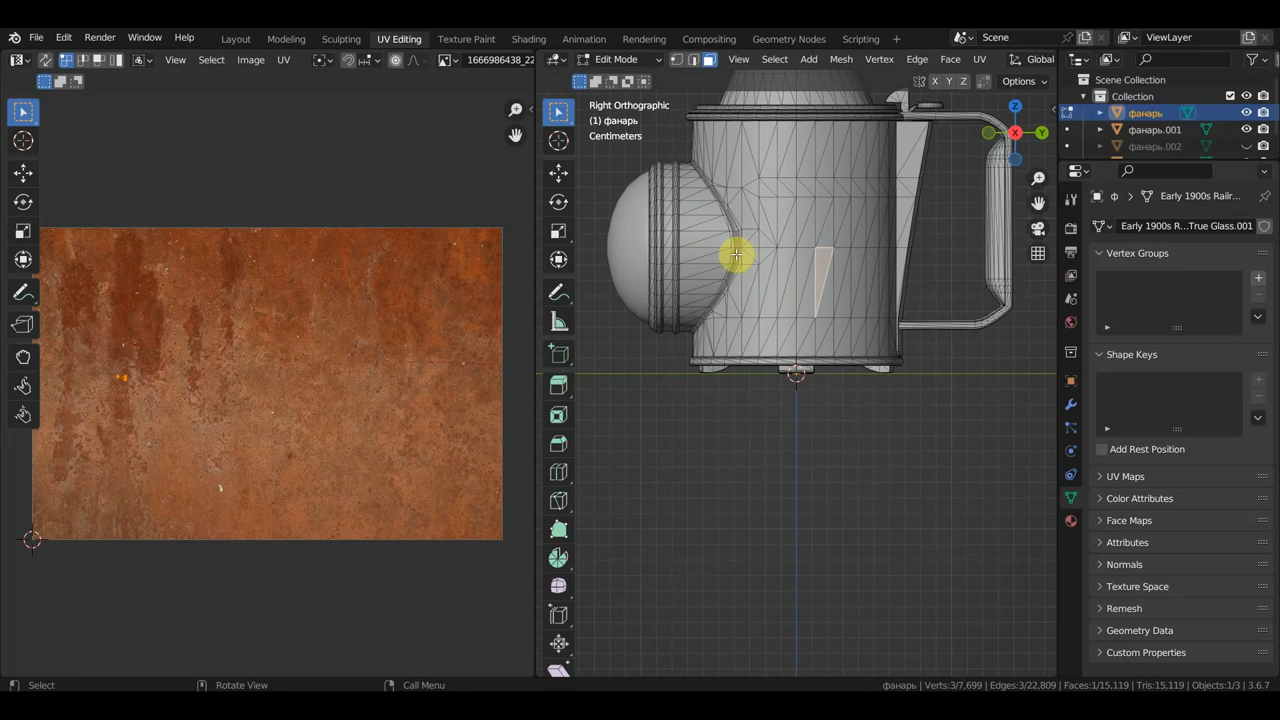 File Edit Render Window Help Layout Modeling Sculpting UV Editing Texture Paint Shading Animation Rendering Compositing Geometry Nodes Scripting Scene ViewLayer
View Select Image UV 1666986438_22 Edit Mode View Select Add Mesh Vertex Edge Face UV Global
X Y Z Options
Right Orthographic
(1) фанарь
Centimeters
Z
X
Y
Scene Collection
Collection
фанарь
фанарь.001
фанарь.002
ф Early 1900s Railr...
Early 1900s R...True Glass.001
Vertex Groups
Shape Keys
Add Rest Position
UV Maps
Color Attributes
Face Maps
Attributes
Normals
Texture Space
Remesh
Geometry Data
Custom Properties
Select Rotate View Call Menu фанарь | Verts:3/7,699 | Edges:3/22,809 | Faces:1/15,119 | Tris:15,119 | Objects:1/3 | 3.6.7